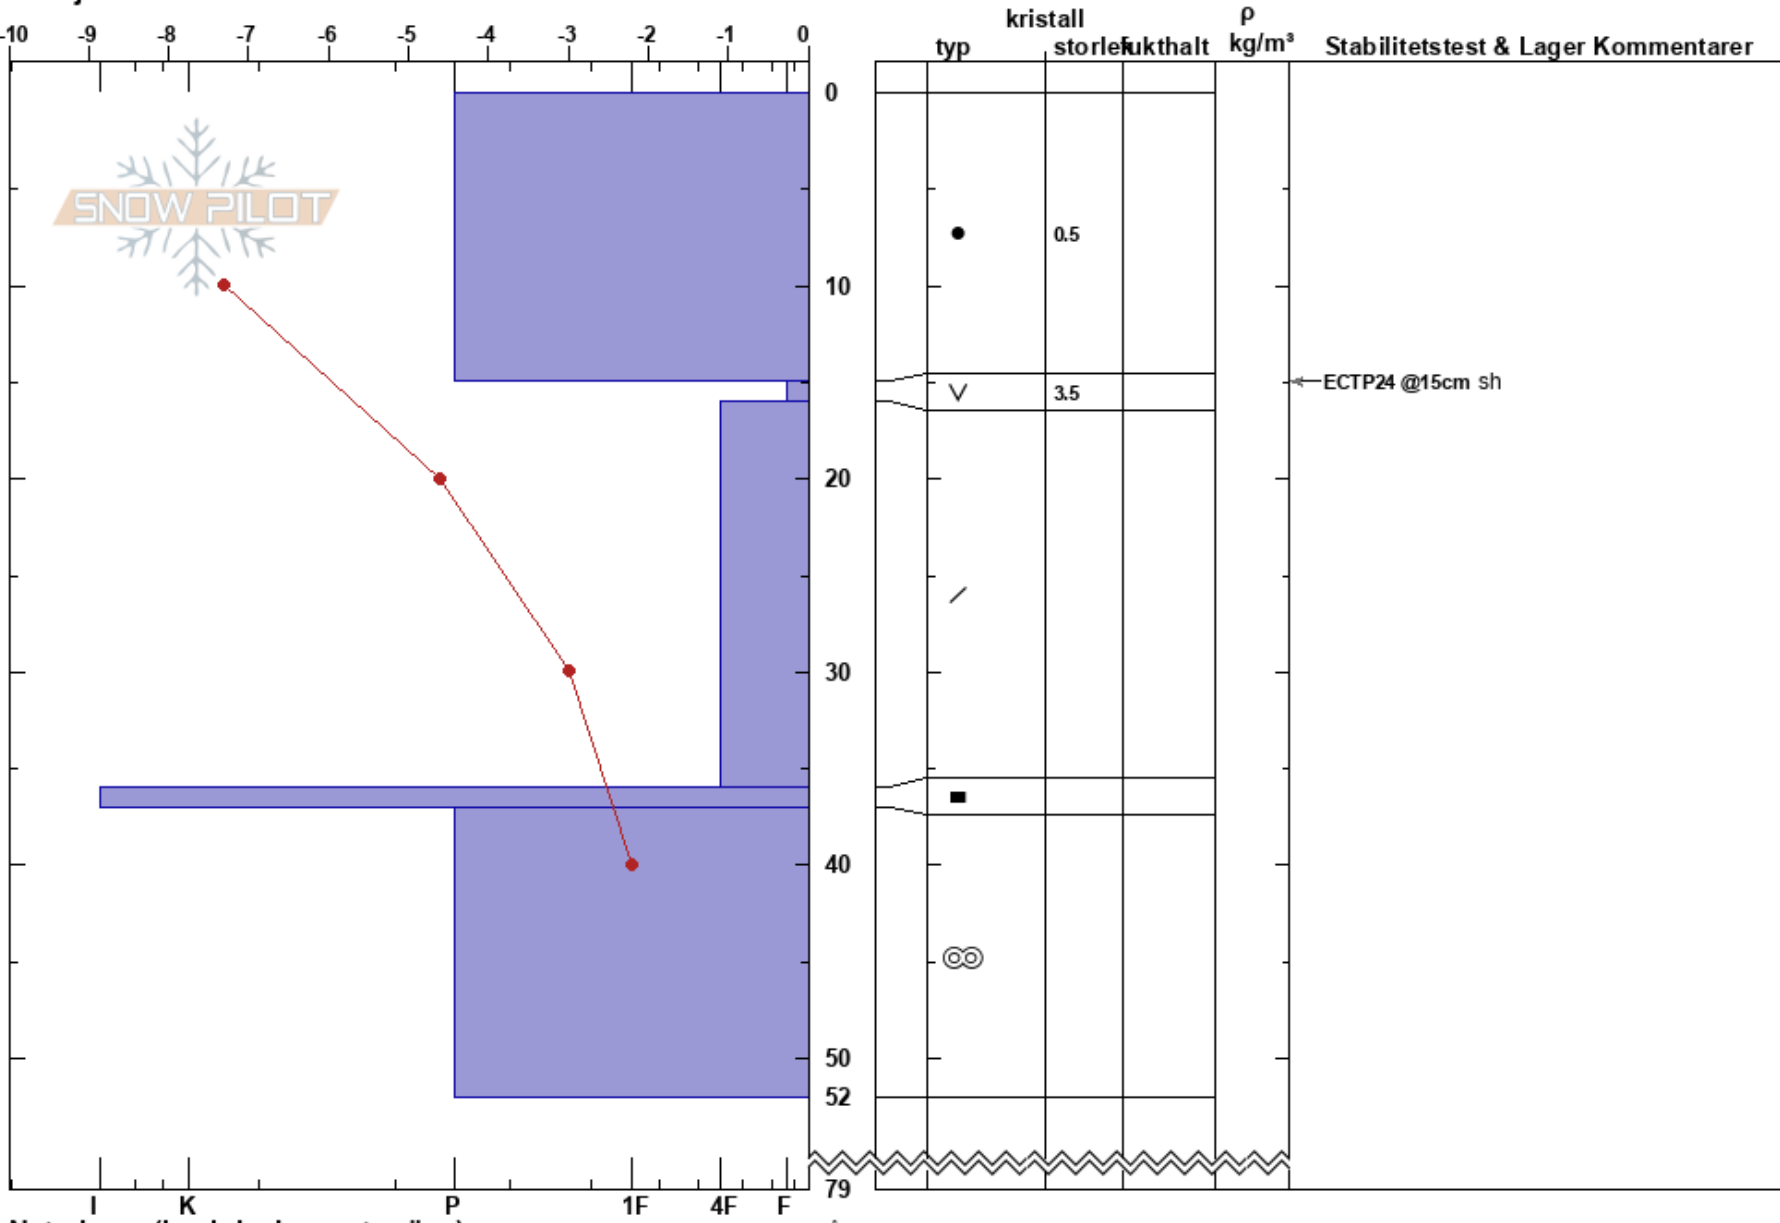 kristall ρ
-10 -9 -8 -7 -6 -5 -4 -3 -2 -1 0 typ storlek fukthalt kg/m³ Stabilitetstest & Lager Kommentarer
0
SNOW PILOT
0.5
10
3.5 ECTP24 @15cm sh
20
30
40
50
52
79
I K P 1F 4F F